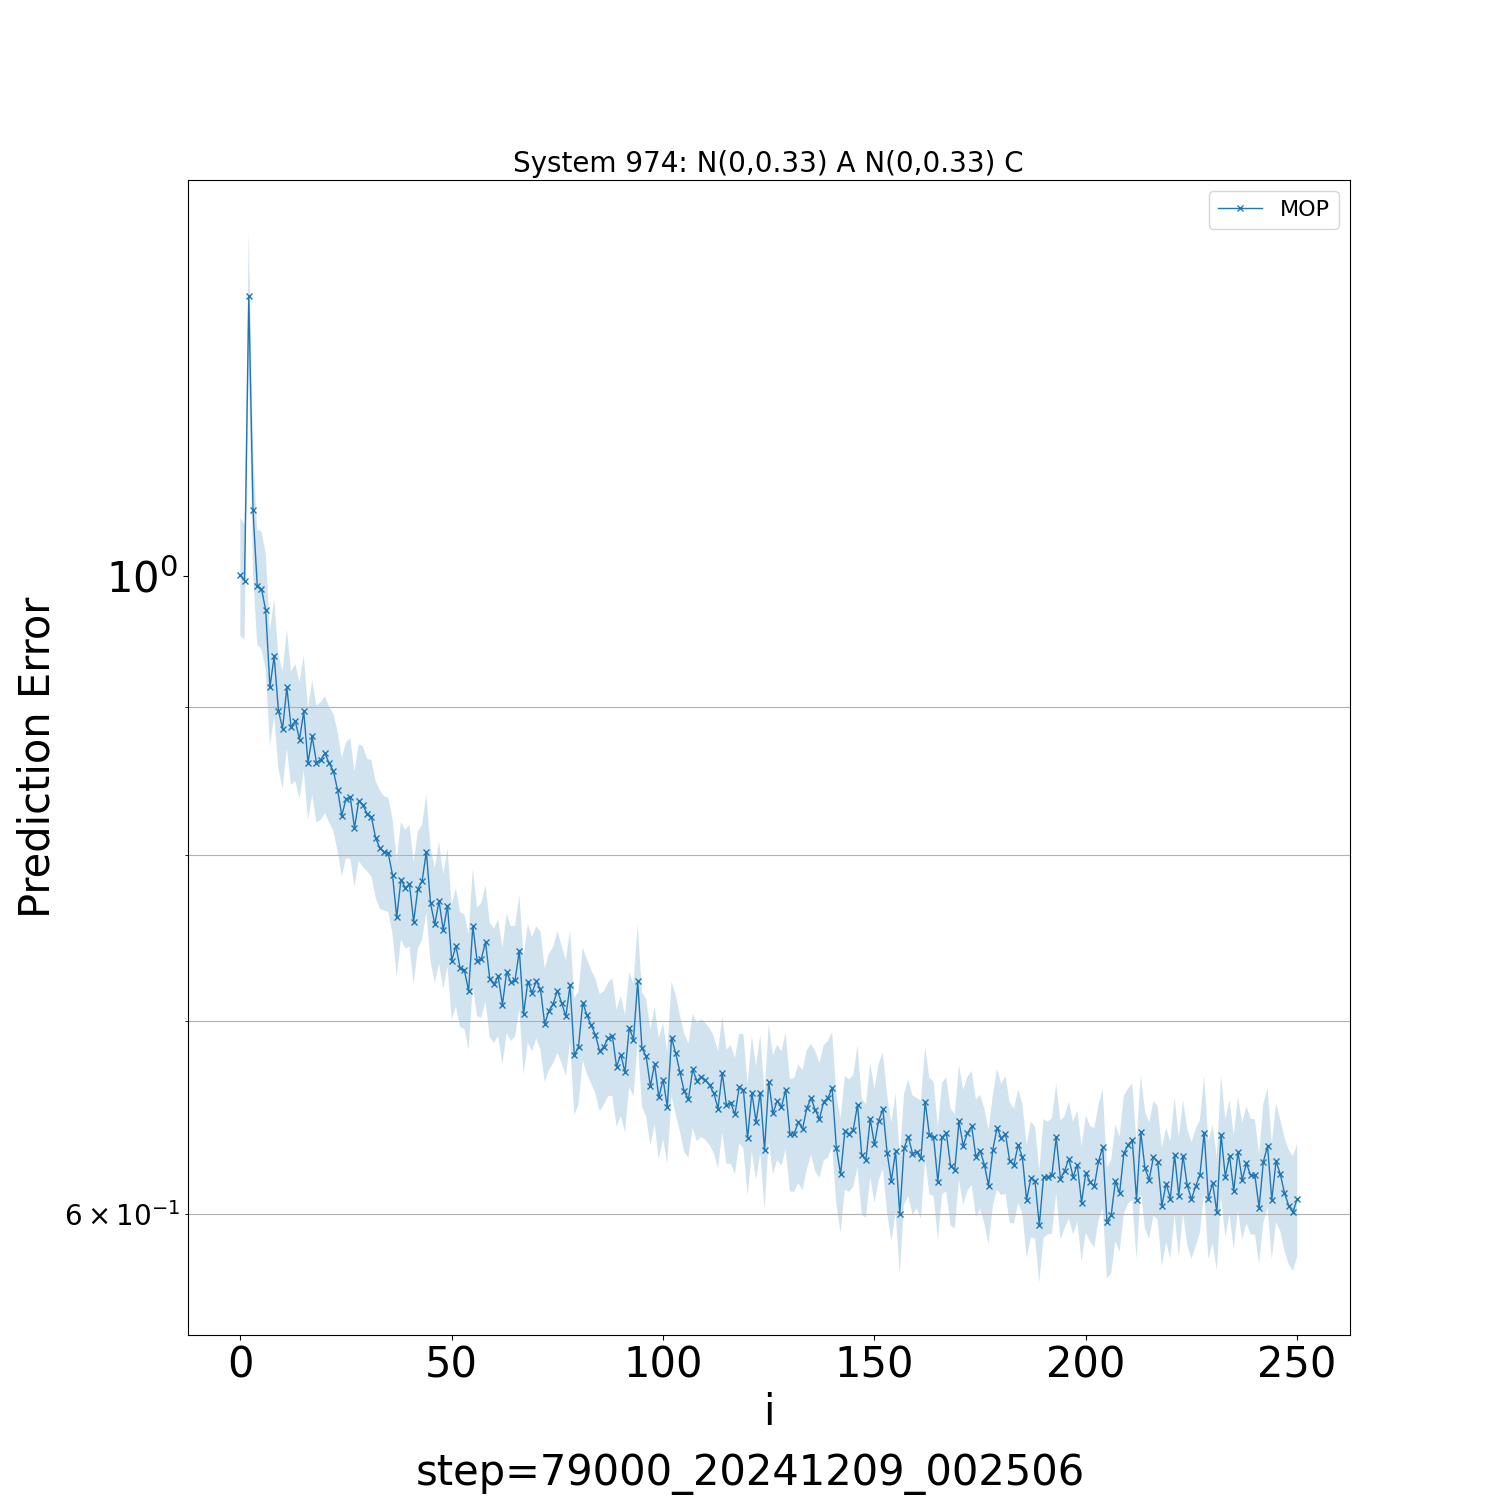 System 974: N(0,0.33) A N(0,0.33) C
MOP
Prediction Error
10⁰
6 × 10⁻¹
0 50 100 150 200 250
i
step=79000_20241209_002506